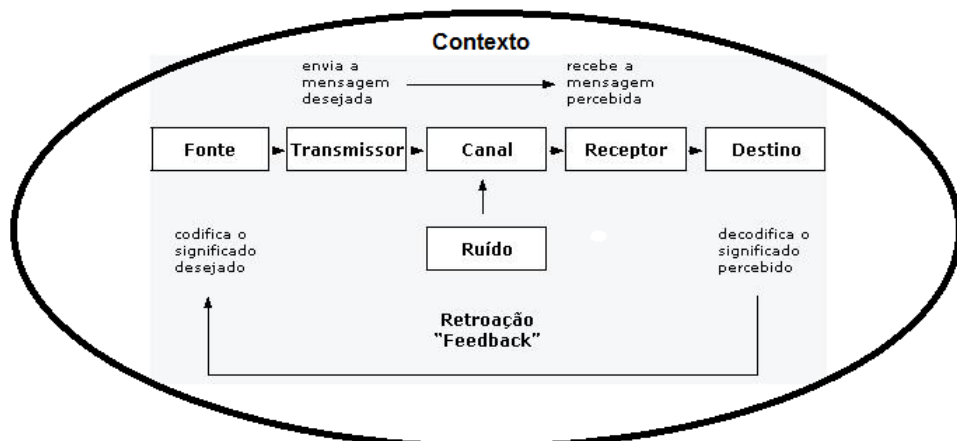 Contexto
envia a
mensagem
desejada
recebe a
mensagem
percebida
Fonte
Transmissor
Canal
Receptor
Destino
codifica o
significado
desejado
Ruído
decodifica o
significado
percebido
Retroação
"Feedback"